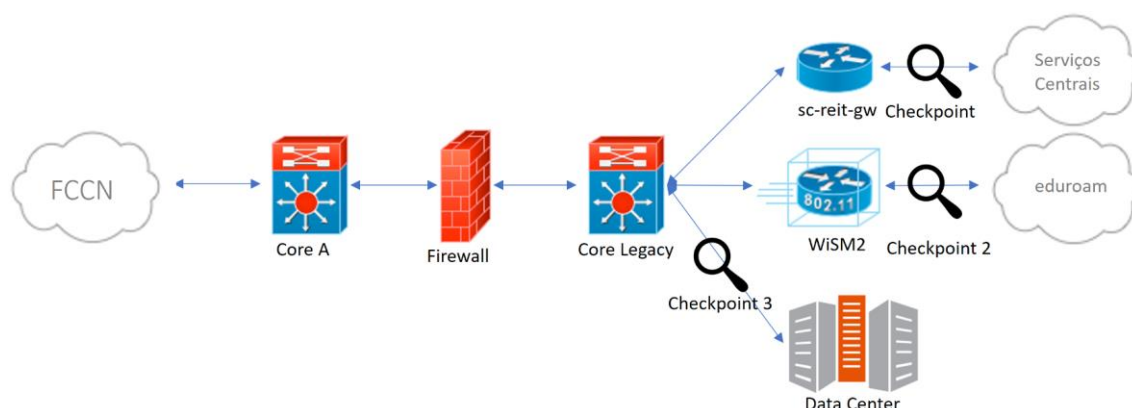 Serviços
Centrais
sc-reit-gw
Checkpoint
FCCN
eduroam
802.11
Core A
Firewall
Core Legacy
WiSM2
Checkpoint 2
Checkpoint 3
Data Center